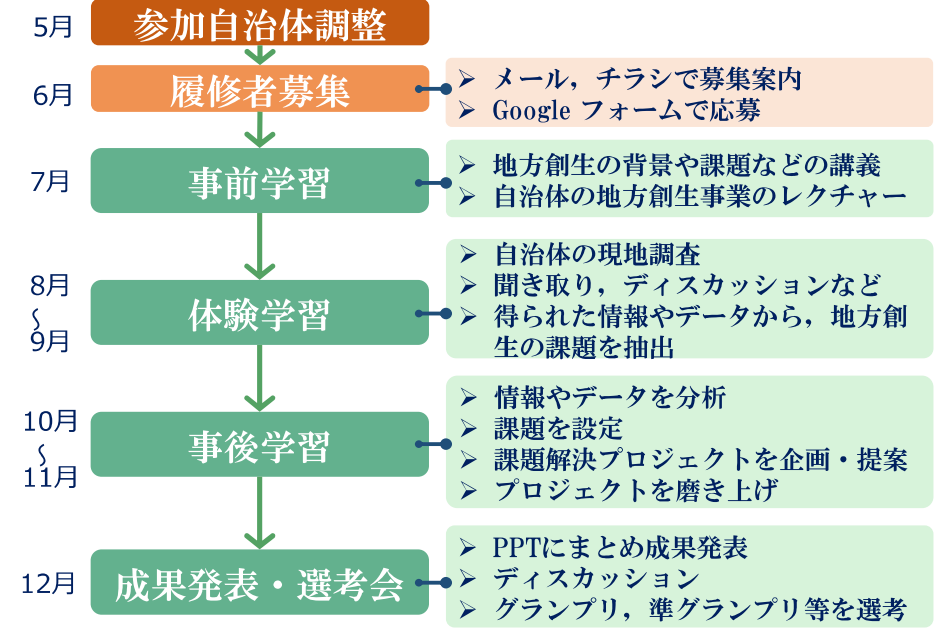 5月
参加自治体調整
6月
履修者募集
➢ メール，チラシで募集案内
➢ Google フォームで応募
7月
事前学習
➢ 地方創生の背景や課題などの講義
➢ 自治体の地方創生事業のレクチャー
8月
～
9月
体験学習
➢ 自治体の現地調査
➢ 聞き取り，ディスカッションなど
➢ 得られた情報やデータから，地方創
生の課題を抽出
10月
～
11月
事後学習
➢ 情報やデータを分析
➢ 課題を設定
➢ 課題解決プロジェクトを企画・提案
➢ プロジェクトを磨き上げ
12月
成果発表・選考会
➢ PPTにまとめ成果発表
➢ ディスカッション
➢ グランプリ，準グランプリ等を選考